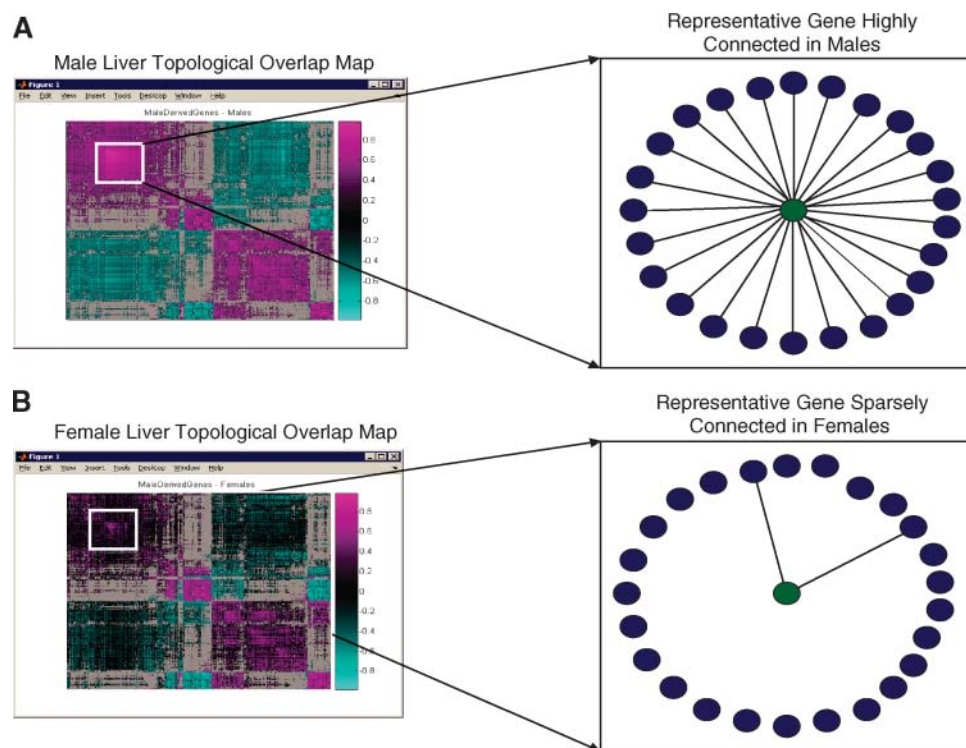 A
Male Liver Topological Overlap Map
Representative Gene Highly
Connected in Males
Figure 1
File Edit View Insert Tools Desktop Window Help
MaleDerivedGenes - Males
0.8
0.6
0.4
0.2
0
-0.2
-0.4
-0.6
-0.8
B
Female Liver Topological Overlap Map
Representative Gene Sparsely
Connected in Females
Figure 1
File Edit View Insert Tools Desktop Window Help
MaleDerivedGenes - Females
0.8
0.6
0.4
0.2
0
-0.2
-0.4
-0.6
-0.8